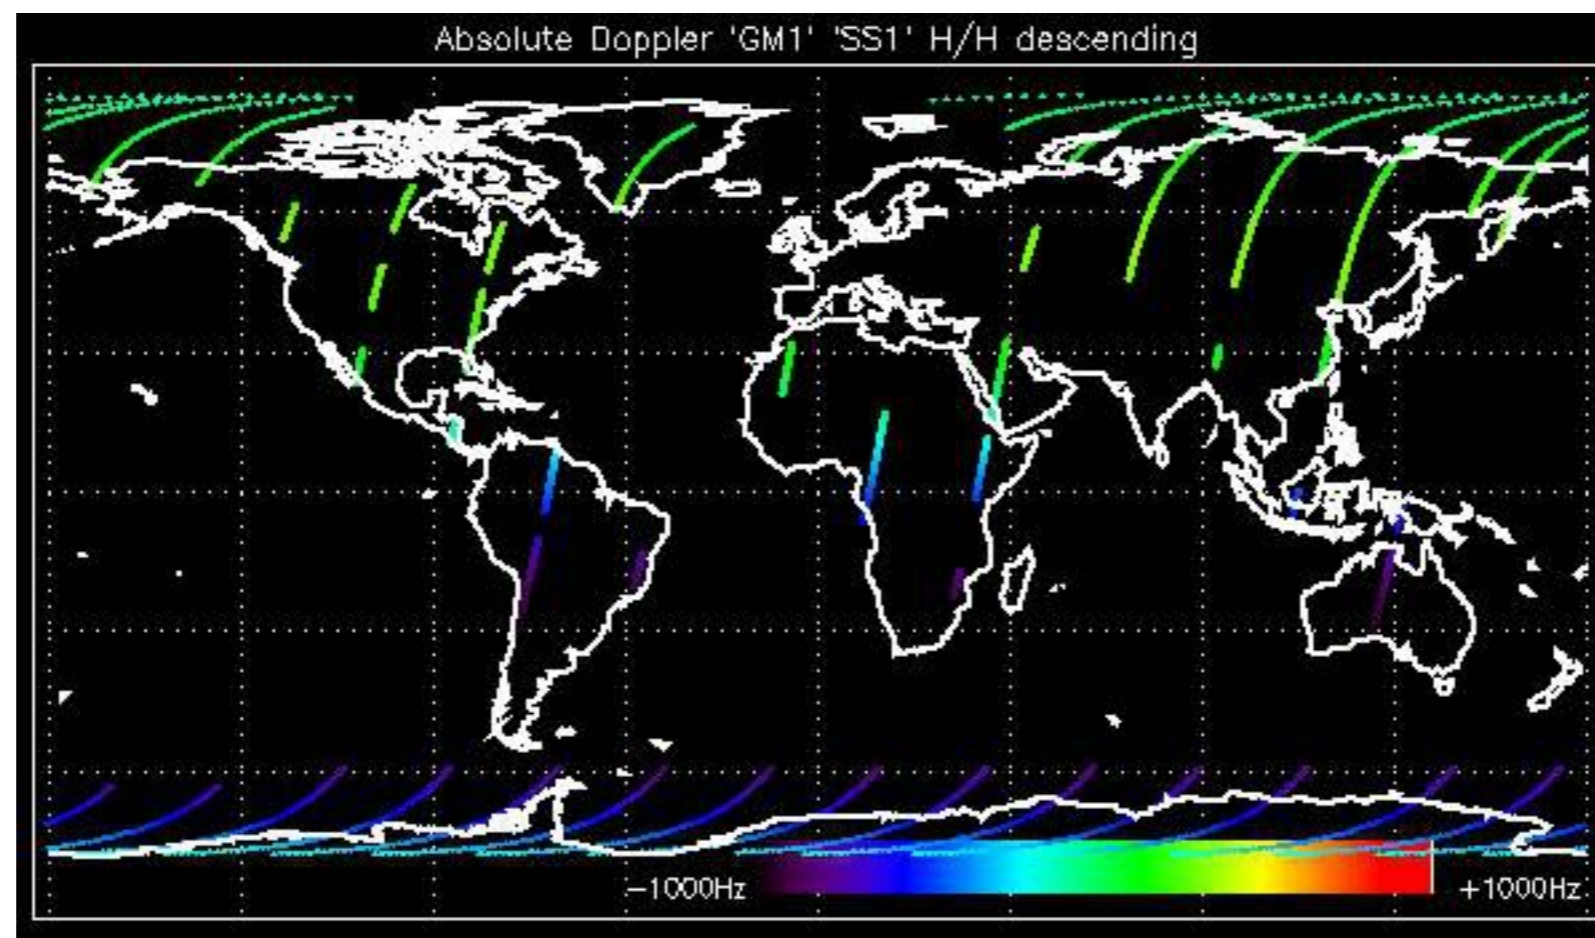 Absolute Doppler 'GM1' 'SS1' H/H descending
-1000Hz
+1000Hz